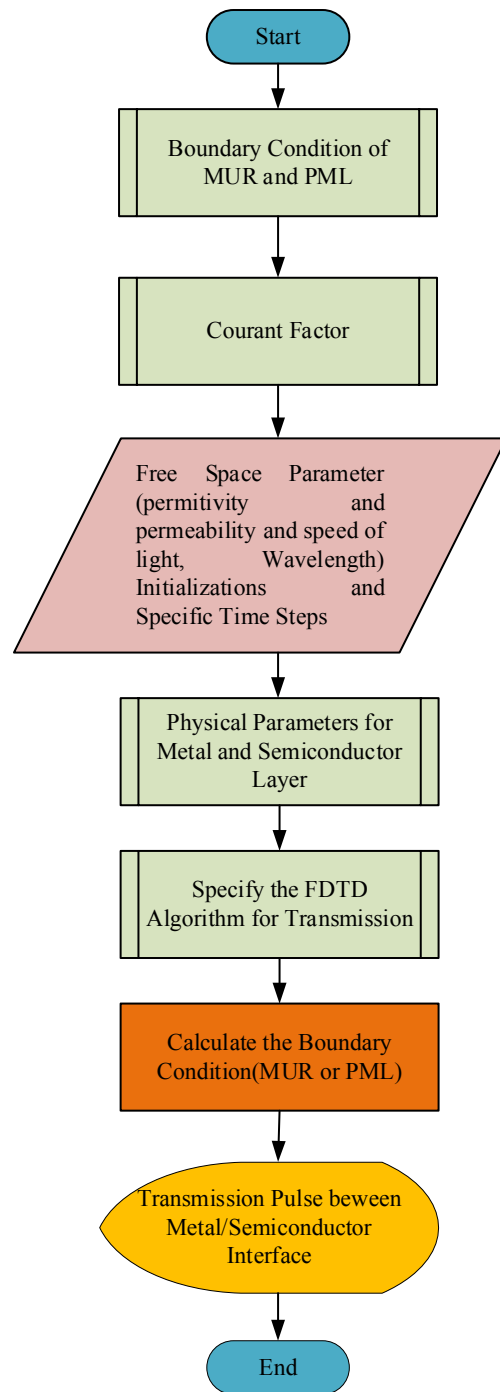 Start
Boundary Condition of
MUR and PML
Courant Factor
Free Space Parameter
(permitivity and
permeability and speed of
light, Wavelength)
Initializations and
Specific Time Steps
Physical Parameters for
Metal and Semiconductor
Layer
Specify the FDTD
Algorithm for Transmission
Calculate the Boundary
Condition(MUR or PML)
Transmission Pulse beween
Metal/Semiconductor
Interface
End